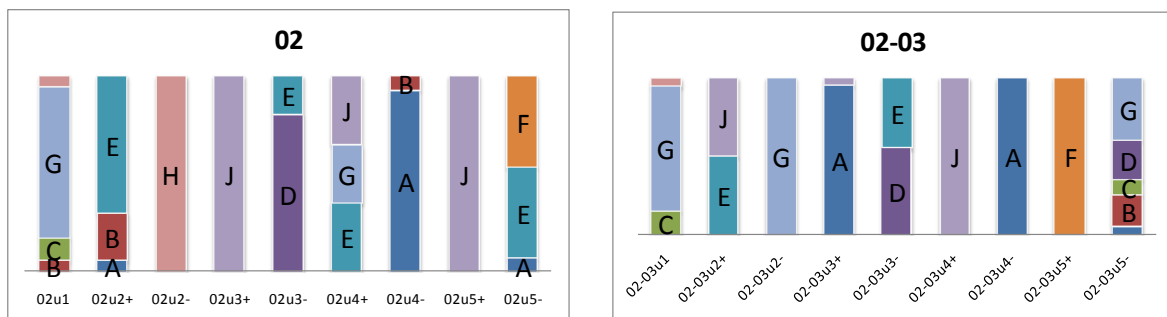 02
G
C
B
E
B
A
H
J
E
D
J
G
E
B
A
J
F
E
A
02u1 02u2+ 02u2- 02u3+ 02u3- 02u4+ 02u4- 02u5+ 02u5-
02-03
G
C
J
E
G
A
E
D
J
A
F
G
D
C
B
02-03u1 02-03u2+ 02-03u2- 02-03u3+ 02-03u3- 02-03u4+ 02-03u4- 02-03u5+ 02-03u5-